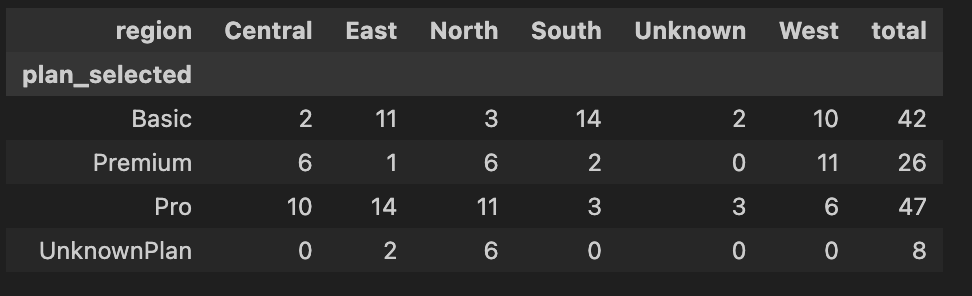 region Central East North South Unknown West total
plan_selected
Basic 2 11 3 14 2 10 42
Premium 6 1 6 2 0 11 26
Pro 10 14 11 3 3 6 47
UnknownPlan 0 2 6 0 0 0 8